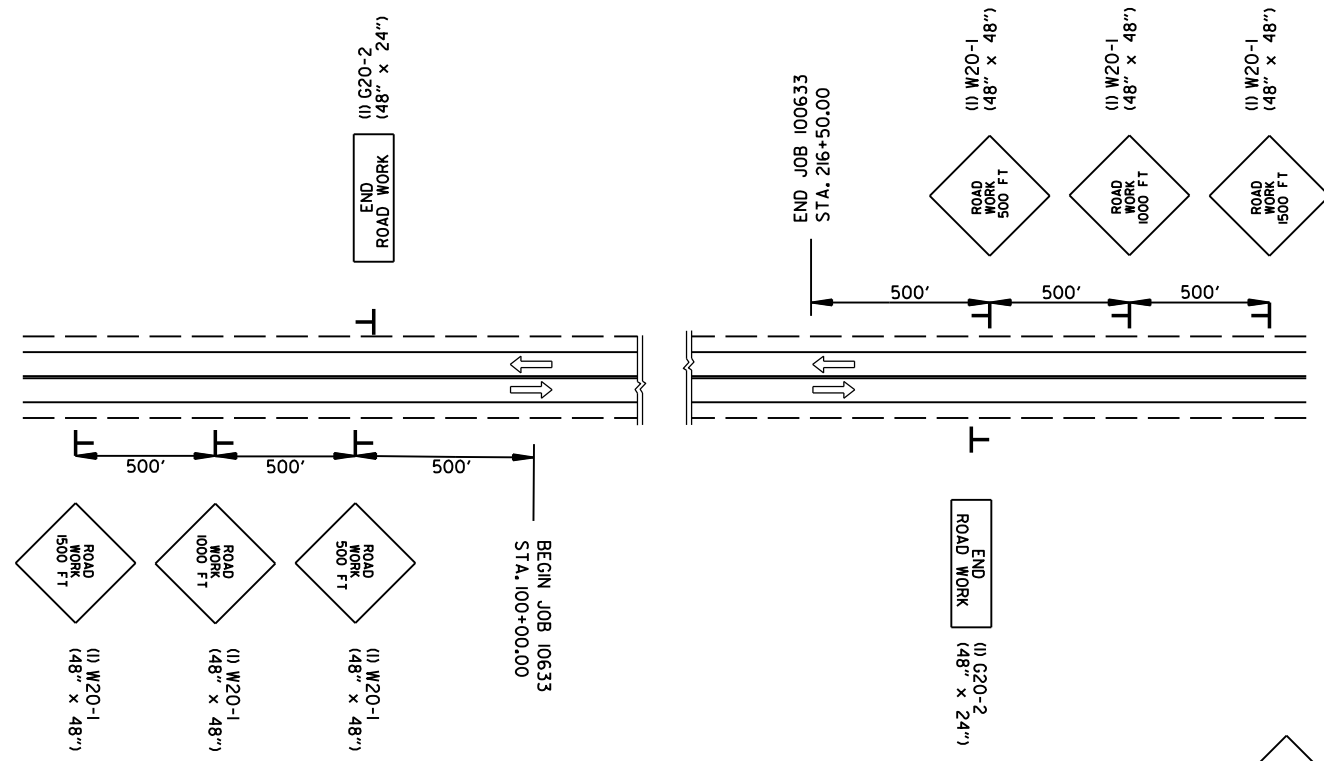 (1) G20-2
(48" x 24")
END
ROAD WORK
END JOB 100633
STA. 216+50.00
(1) W20-1
(48" x 48")
(1) W20-1
(48" x 48")
(1) W20-1
(48" x 48")
ROAD
WORK
500 FT
ROAD
WORK
1000 FT
ROAD
WORK
1500 FT
500'
500'
500'
500'
500'
500'
ROAD
WORK
1500 FT
ROAD
WORK
1000 FT
ROAD
WORK
500 FT
BEGIN JOB 10633
STA. 100+00.00
(1) W20-1
(48" x 48")
(1) W20-1
(48" x 48")
(1) W20-1
(48" x 48")
END
ROAD WORK
(1) G20-2
(48" x 24")